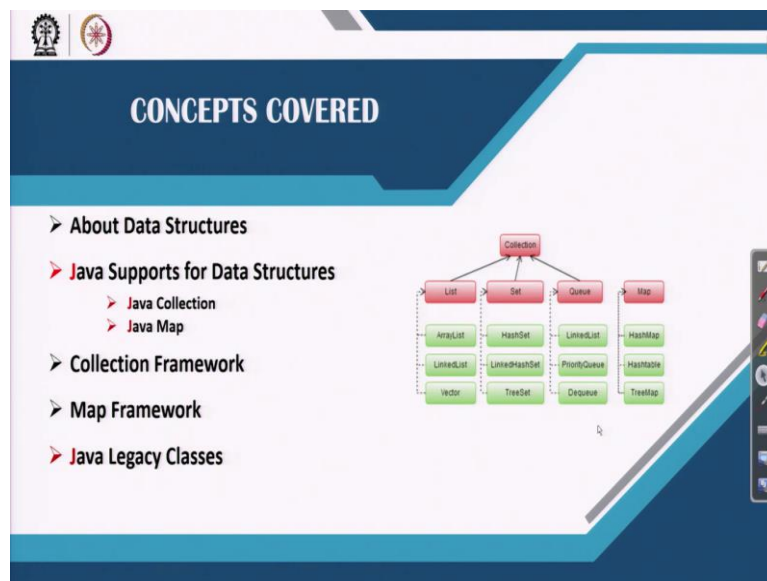 CONCEPTS COVERED
➢ About Data Structures
➢ Java Supports for Data Structures
➢ Java Collection
➢ Java Map
➢ Collection Framework
➢ Map Framework
➢ Java Legacy Classes
Collection
List Set Queue Map
ArrayList HashSet LinkedList HashMap
LinkedList LinkedHashSet PriorityQueue Hashtable
Vector TreeSet Dequeue TreeMap